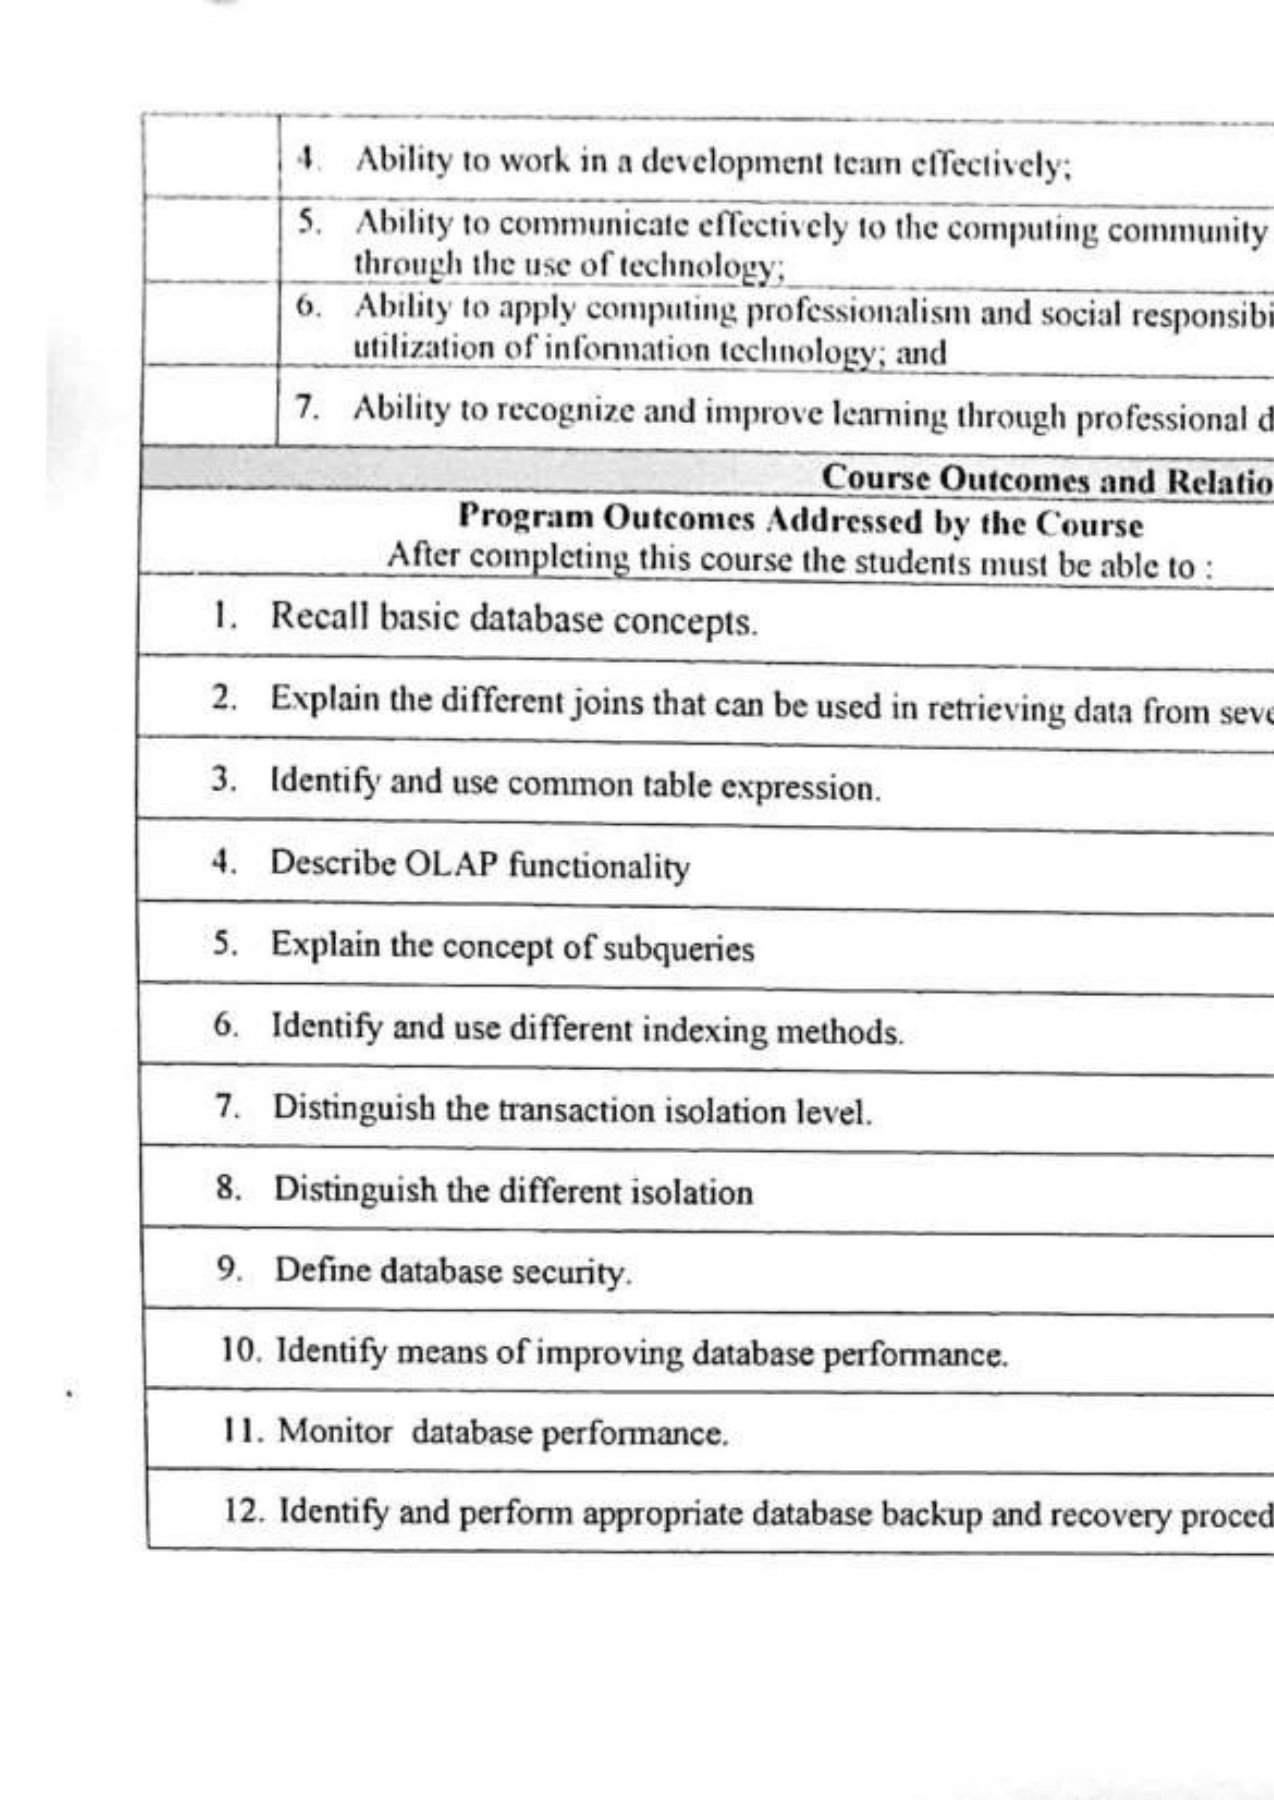 4. Ability to work in a development team effectively;
5. Ability to communicate effectively to the computing community
through the use of technology;
6. Ability to apply computing professionalism and social responsibi
utilization of information technology; and
7. Ability to recognize and improve learning through professional d
Course Outcomes and Relatio
Program Outcomes Addressed by the Course
After completing this course the students must be able to :
1. Recall basic database concepts.
2. Explain the different joins that can be used in retrieving data from seve
3. Identify and use common table expression.
4. Describe OLAP functionality
5. Explain the concept of subqueries
6. Identify and use different indexing methods.
7. Distinguish the transaction isolation level.
8. Distinguish the different isolation
9. Define database security.
10. Identify means of improving database performance.
11. Monitor database performance.
12. Identify and perform appropriate database backup and recovery proced